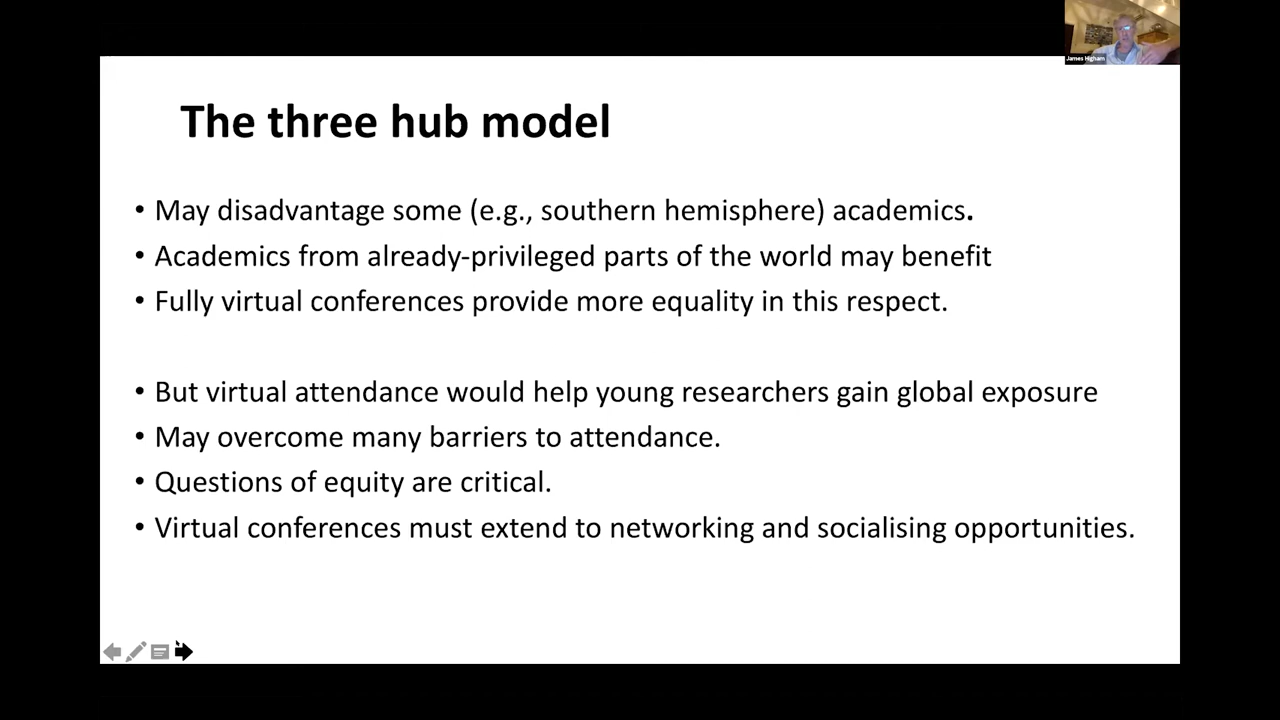 James Higham
The three hub model
• May disadvantage some (e.g., southern hemisphere) academics.
• Academics from already-privileged parts of the world may benefit
• Fully virtual conferences provide more equality in this respect.
• But virtual attendance would help young researchers gain global exposure
• May overcome many barriers to attendance.
• Questions of equity are critical.
• Virtual conferences must extend to networking and socialising opportunities.